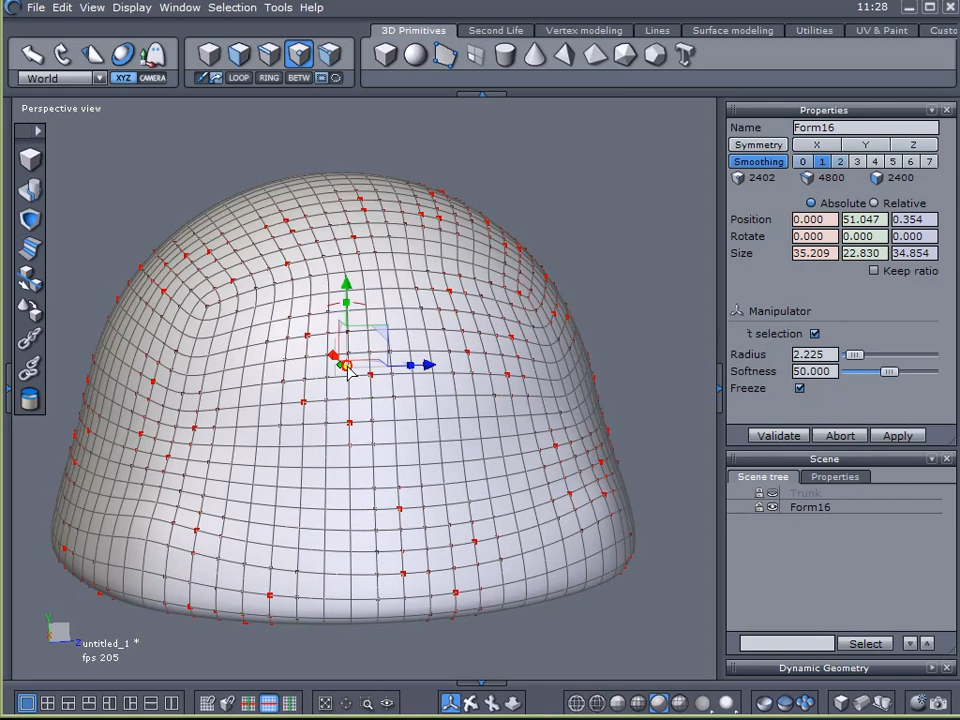 File Edit View Display Window Selection Tools Help 11:28
3D Primitives Second Life Vertex modeling Lines Surface modeling Utilities UV & Paint Custo
World XYZ CAMERA LOOP RING BETW
Perspective view
Properties
Name Form16
Symmetry X Y Z
Smoothing 0 1 2 3 4 5 6 7
2402 4800 2400
Absolute Relative
Position 0.000 51.047 0.354
Rotate 0.000 0.000 0.000
Size 35.209 22.830 34.854
Keep ratio
Manipulator
't selection
Radius 2.225
Softness 50.000
Freeze
Validate Abort Apply
Scene
Scene tree Properties
Trunk
Form16
Select
Dynamic Geometry
Y
Z
untitled_1 *
fps 205